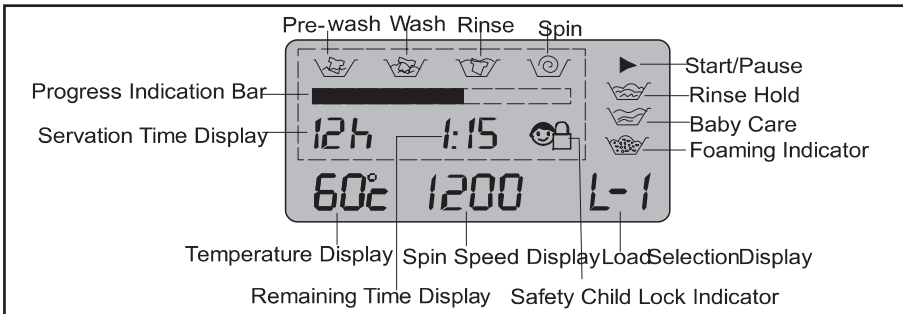 Pre-wash Wash Rinse Spin
Start/Pause
Progress Indication Bar
Rinse Hold
Baby Care
Servation Time Display
12h 1:15
Foaming Indicator
60°c 1200 L-1
Temperature Display Spin Speed Display LoadSelectionDisplay
Remaining Time Display Safety Child Lock Indicator